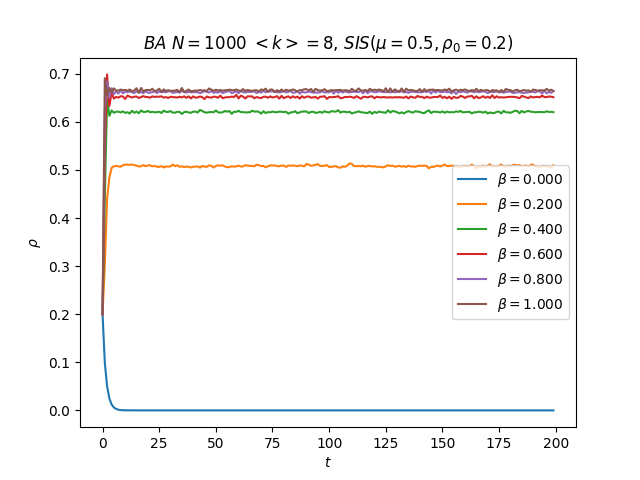 BA N = 1000 < k >= 8, SIS(μ = 0.5, ρ₀ = 0.2)
0.7
0.6
0.5
0.4
0.3
0.2
0.1
0.0
ρ
β = 0.000
β = 0.200
β = 0.400
β = 0.600
β = 0.800
β = 1.000
0 25 50 75 100 125 150 175 200
t